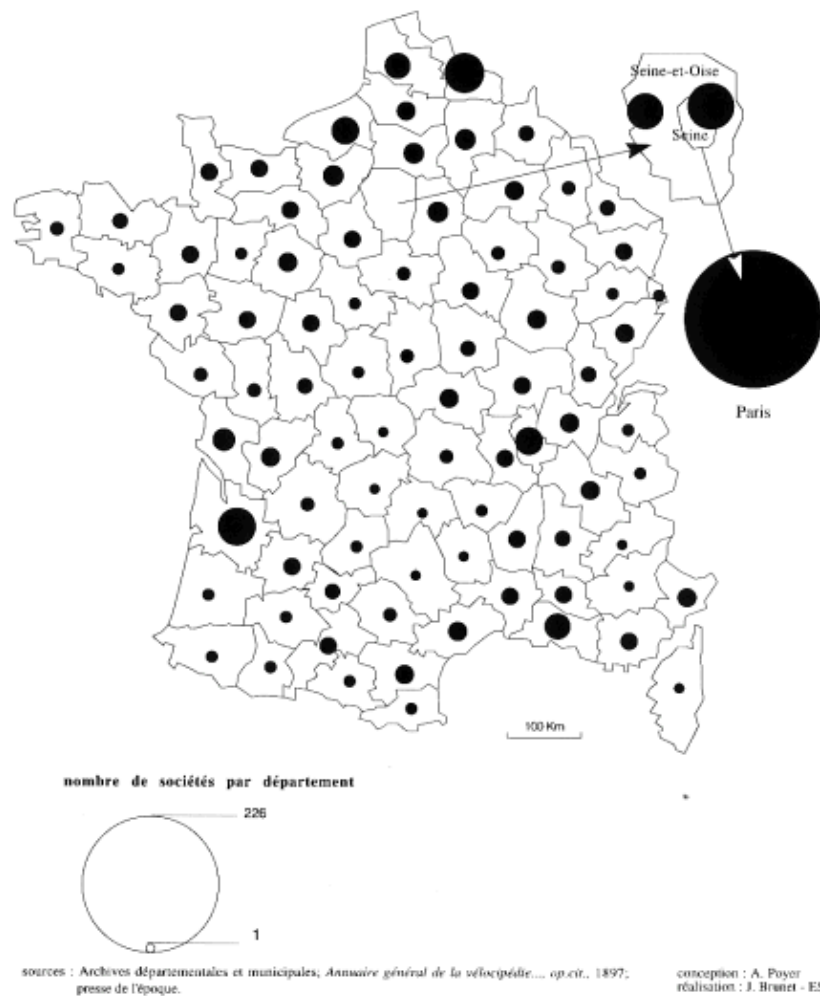 Seine-et-Oise
Seine
Paris
100 Km
nombre de sociétés par département
226
1
sources : Archives départementales et municipales; Annuaire général de la vélocipédie..., op.cit., 1897;
presse de l'époque.
conception : A. Poyer
réalisation : J. Brunet - ES